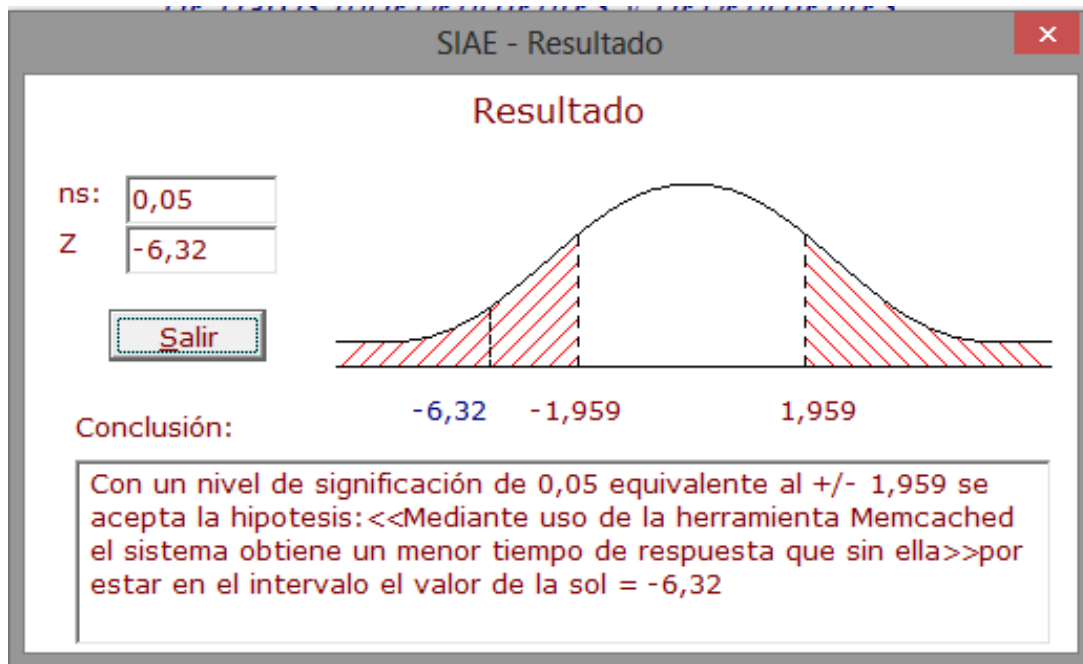 SIAE - Resultado
Resultado
ns: 0,05
Z -6,32
Salir
-6,32 -1,959 1,959
Conclusión:
Con un nivel de significación de 0,05 equivalente al +/- 1,959 se
acepta la hipotesis:<<Mediante uso de la herramienta Memcached
el sistema obtiene un menor tiempo de respuesta que sin ella>>por
estar en el intervalo el valor de la sol = -6,32